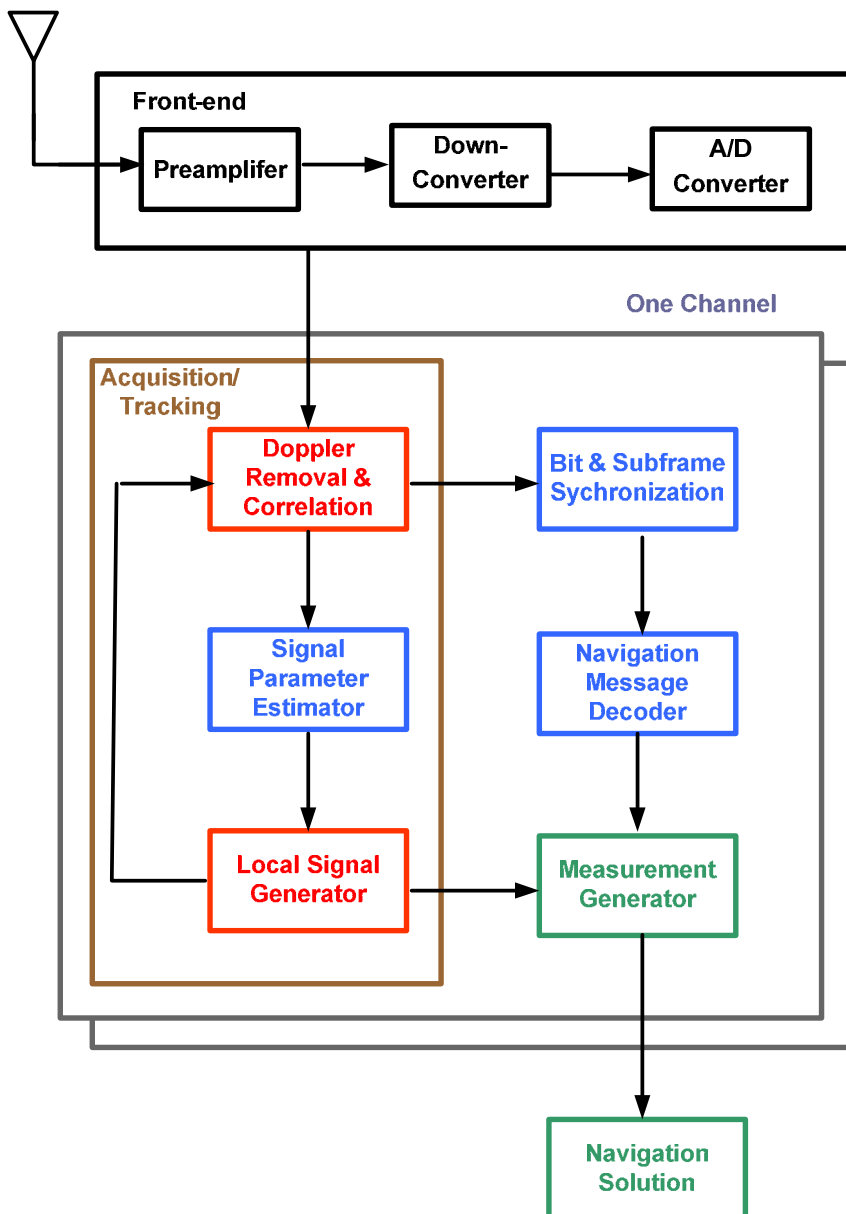 Front-end
Preamplifer
Down-
Converter
A/D
Converter
One Channel
Acquisition/
Tracking
Doppler
Removal &
Correlation
Bit & Subframe
Sychronization
Signal
Parameter
Estimator
Navigation
Message
Decoder
Local Signal
Generator
Measurement
Generator
Navigation
Solution